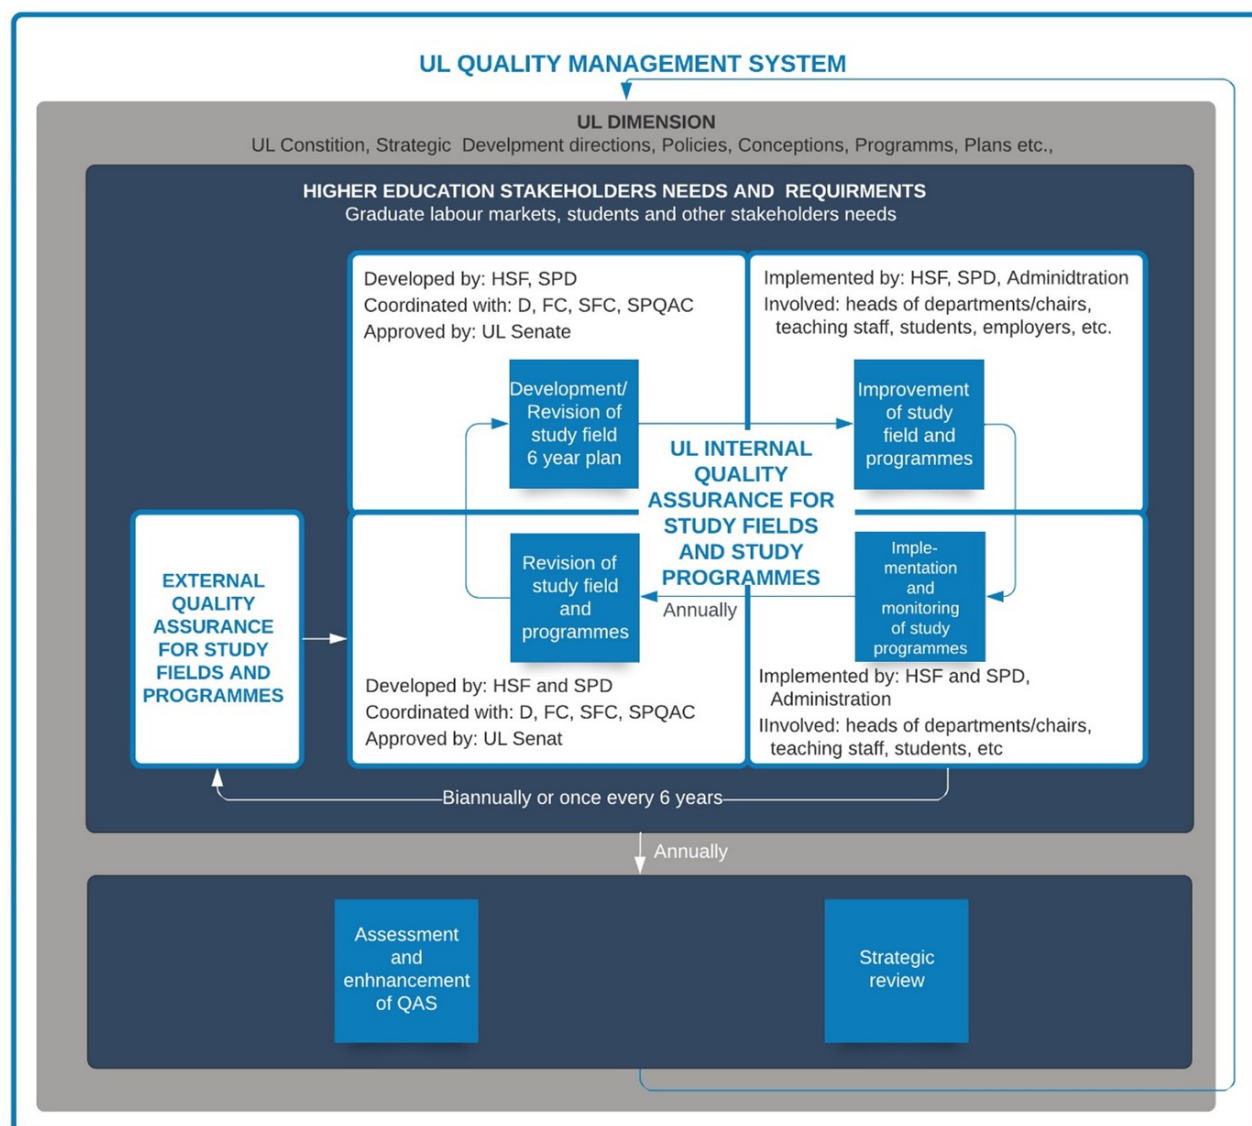 UL QUALITY MANAGEMENT SYSTEM
UL DIMENSION
UL Constition, Strategic Develpment directions, Policies, Conceptions, Programms, Plans etc.,
HIGHER EDUCATION STAKEHOLDERS NEEDS AND REQUIRMENTS
Graduate labour markets, students and other stakeholders needs
Developed by: HSF, SPD
Coordinated with: D, FC, SFC, SPQAC
Approved by: UL Senate
Development/
Revision of
study field
6 year plan
Implemented by: HSF, SPD, Adminidtration
Involved: heads of departments/chairs,
teaching staff, students, employers, etc.
Improvement
of study
field and
programmes
UL INTERNAL
QUALITY
ASSURANCE FOR
STUDY FIELDS
AND STUDY
PROGRAMMES
EXTERNAL
QUALITY
ASSURANCE
FOR STUDY
FIELDS AND
PROGRAMMES
Revision of
study field
and
programmes
Annually
Imple-
mentation
and
monitoring
of study
programmes
Developed by: HSF and SPD
Coordinated with: D, FC, SFC, SPQAC
Approved by: UL Senat
Implemented by: HSF and SPD,
Administration
IInvolved: heads of departments/chairs,
teaching staff, students, etc
Biannually or once every 6 years
Annually
Assessment
and
enhnancement
of QAS
Strategic
review